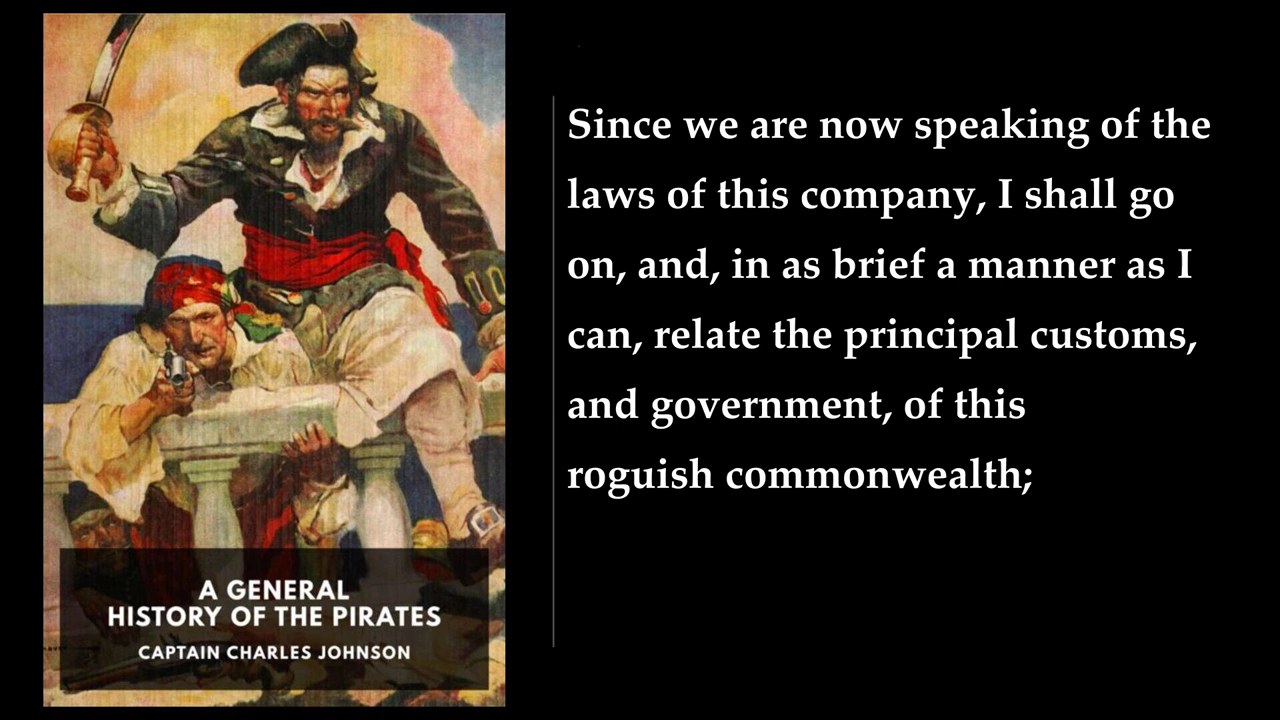 A GENERAL
HISTORY OF THE PIRATES
CAPTAIN CHARLES JOHNSON
Since we are now speaking of the
laws of this company, I shall go
on, and, in as brief a manner as I
can, relate the principal customs,
and government, of this
roguish commonwealth;